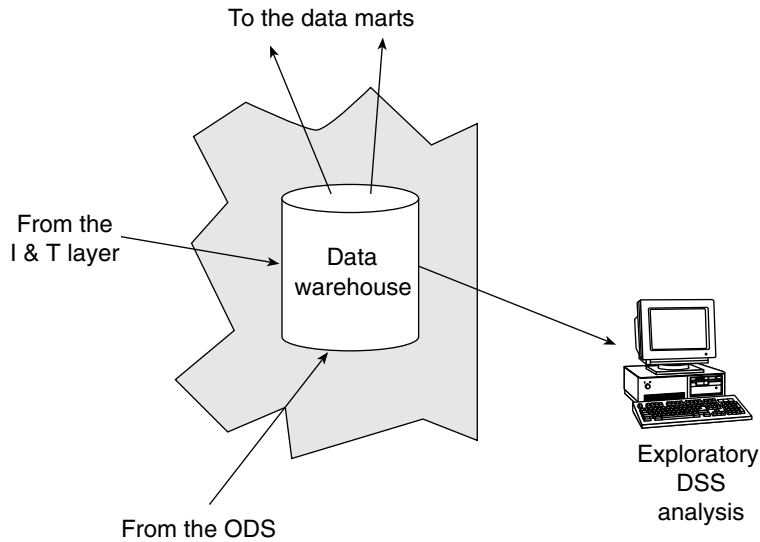 To the data marts
From the
I & T layer
Data
warehouse
Exploratory
DSS
analysis
From the ODS